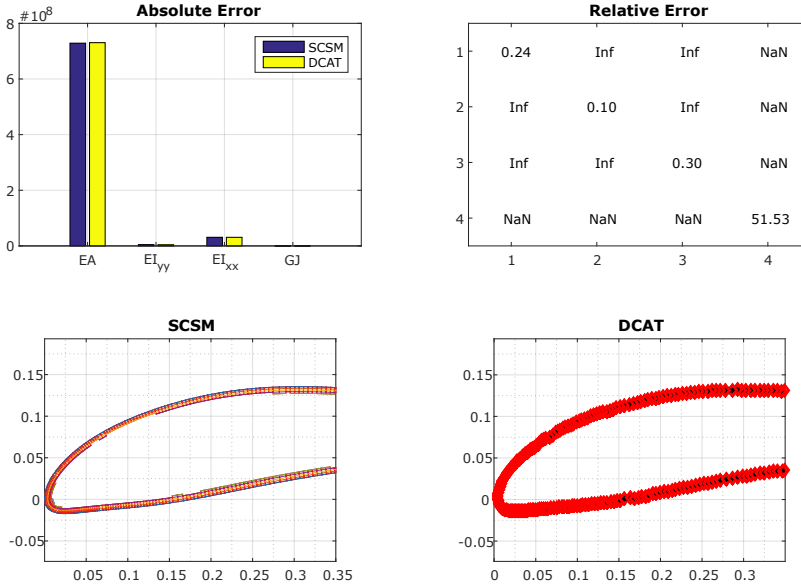 Absolute Error
#10^8
8
6
4
2
0
EA
EI_yy
EI_xx
GJ
SCSM
DCAT
Relative Error
1
0.24 Inf Inf NaN
2
Inf 0.10 Inf NaN
3
Inf Inf 0.30 NaN
4
NaN NaN NaN 51.53
1 2 3 4
SCSM
0.15
0.1
0.05
0
-0.05
0.05 0.1 0.15 0.2 0.25 0.3 0.35
DCAT
0.15
0.1
0.05
0
-0.05
0 0.05 0.1 0.15 0.2 0.25 0.3